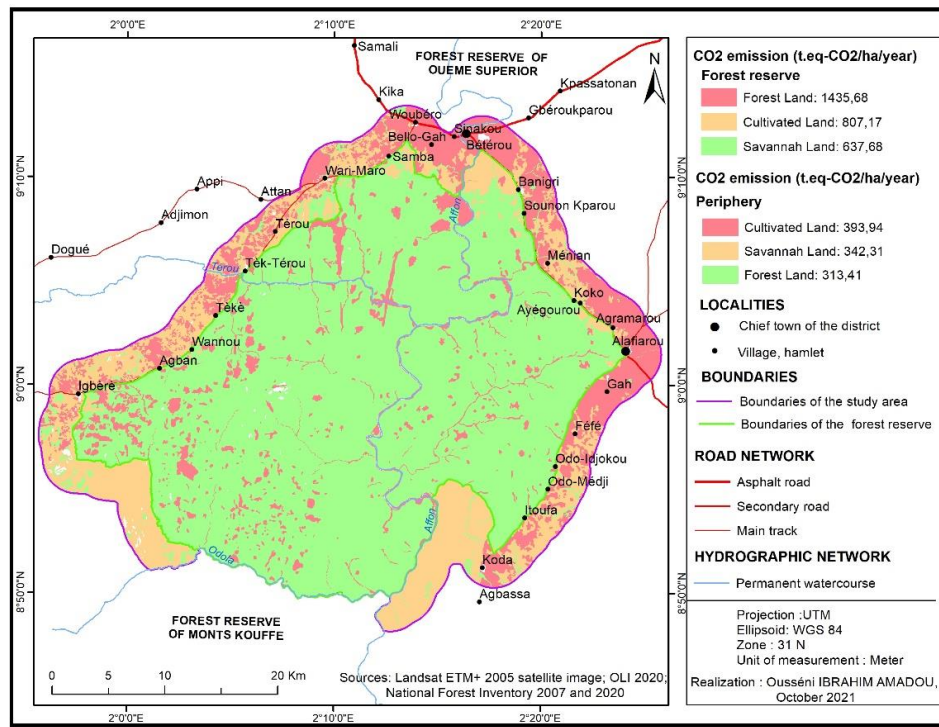 2°0'0"E
2°10'0"E
2°20'0"E
Samali
FOREST RESERVE OF
OUEME SUPERIOR
N
Kpassatonan
Kika
Gbéroukparou
Woubéro
Sinakou
Bello-Gah
Bétérou
Samba
9°10'0"N
9°10'0"N
Wari-Maro
Banigri
Appi
Attan
Affon
Sounon Kparou
Adjimon
Térou
Dogué
Ménian
Térou
Tèk-Térou
Koko
Ayégourou
Tèkè
Agramarou
Wannou
Alafiarou
Agban
9°0'0"N
Igbèrè
9°0'0"N
Gah
Féfé
Odo-Idjokou
Odo-Médji
Itoufa
Affon
Odola
Koda
8°50'0"N
Agbassa
8°50'0"N
FOREST RESERVE
OF MONTS KOUFFE
0 5 10 20 Km
Sources: Landsat ETM+ 2005 satellite image; OLI 2020;
National Forest Inventory 2007 and 2020
2°0'0"E
2°10'0"E
2°20'0"E
CO2 emission (t.eq-CO2/ha/year)
Forest reserve
Forest Land: 1435,68
Cultivated Land: 807,17
Savannah Land: 637,68
CO2 emission (t.eq-CO2/ha/year)
Periphery
Cultivated Land: 393,94
Savannah Land: 342,31
Forest Land: 313,41
LOCALITIES
Chief town of the district
Village, hamlet
BOUNDARIES
Boundaries of the study area
Boundaries of the forest reserve
ROAD NETWORK
Asphalt road
Secondary road
Main track
HYDROGRAPHIC NETWORK
Permanent watercourse
Projection :UTM
Ellipsoid: WGS 84
Zone : 31 N
Unit of measurement : Meter
Realization : Ousséni IBRAHIM AMADOU,
October 2021